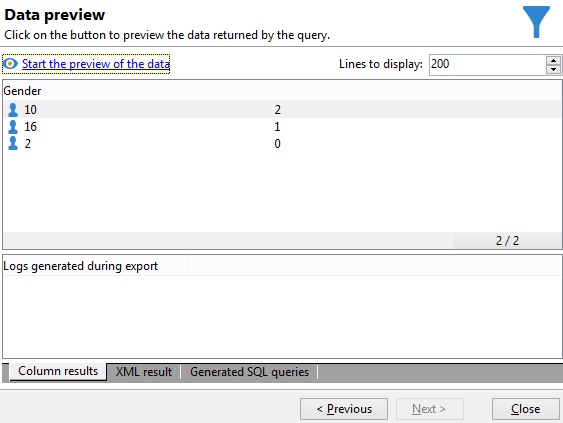 Data preview
Click on the button to preview the data returned by the query.
Start the preview of the data Lines to display: 200
Gender
10 2
16 1
2 0
2 / 2
Logs generated during export
Column results XML result Generated SQL queries
< Previous Next > Close